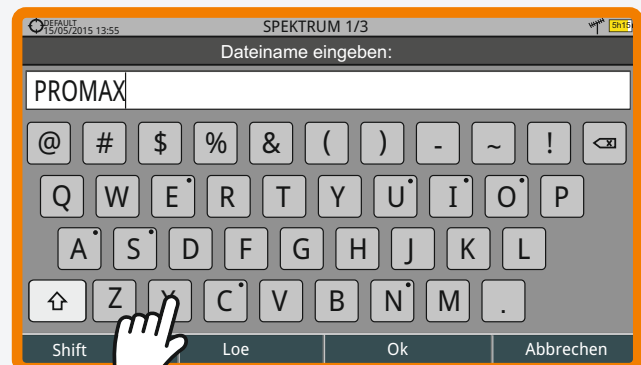 DEFAULT
15/05/2015 13:55 SPEKTRUM 1/3 5h15
Dateiname eingeben:
PROMAX
@ # $ % & ( ) - ~ !
Q W E R T Y U I O P
A S D F G H J K L
Z X C V B N M .
Shift Loe Ok Abbrechen